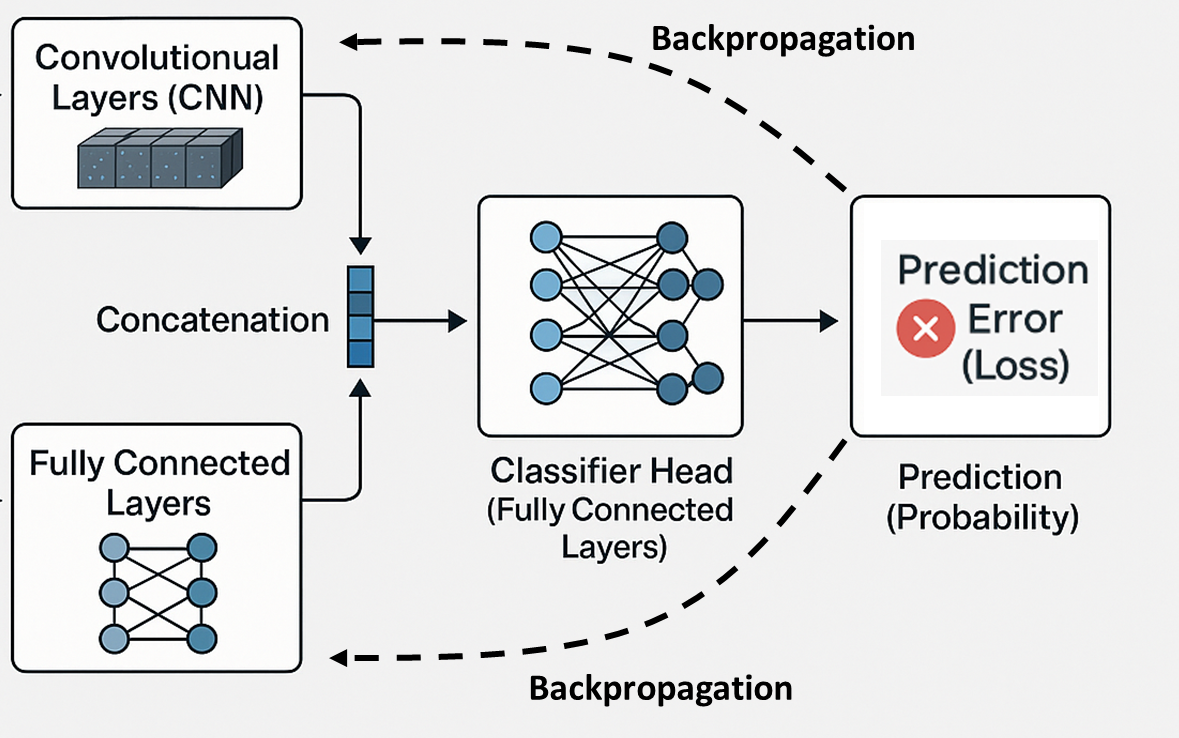 Convolutionual
Layers (CNN)
Backpropagation
Concatenation
Prediction
Error
(Loss)
Fully Connected
Layers
Classifier Head
(Fully Connected
Layers)
Prediction
(Probability)
Backpropagation